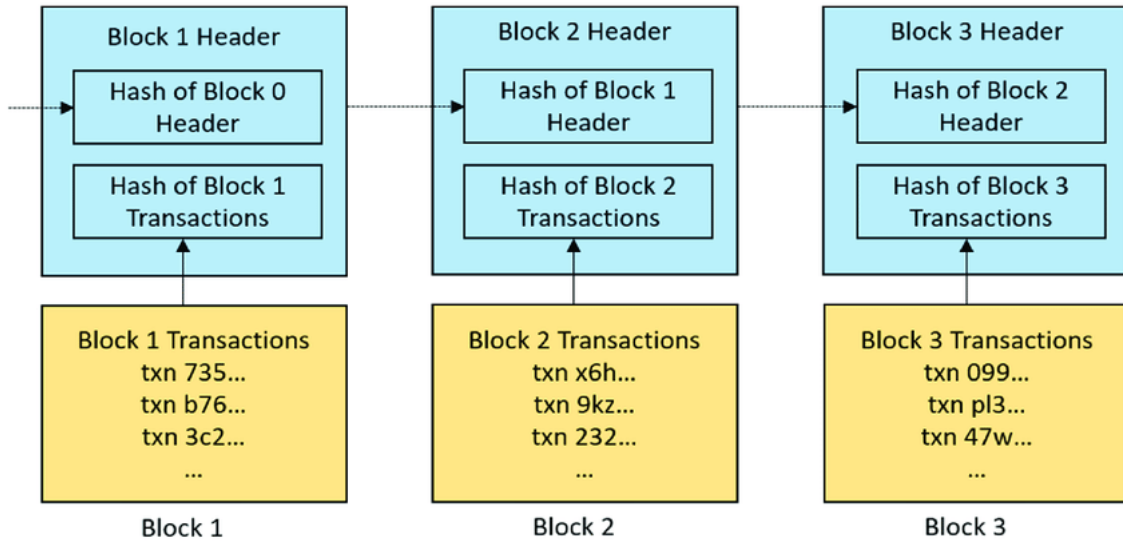 Block 1 Header
Hash of Block 0
Header
Hash of Block 1
Transactions
Block 1 Transactions
txn 735...
txn b76...
txn 3c2...
...
Block 1
Block 2 Header
Hash of Block 1
Header
Hash of Block 2
Transactions
Block 2 Transactions
txn x6h...
txn 9kz...
txn 232...
...
Block 2
Block 3 Header
Hash of Block 2
Header
Hash of Block 3
Transactions
Block 3 Transactions
txn 099...
txn pl3...
txn 47w...
...
Block 3